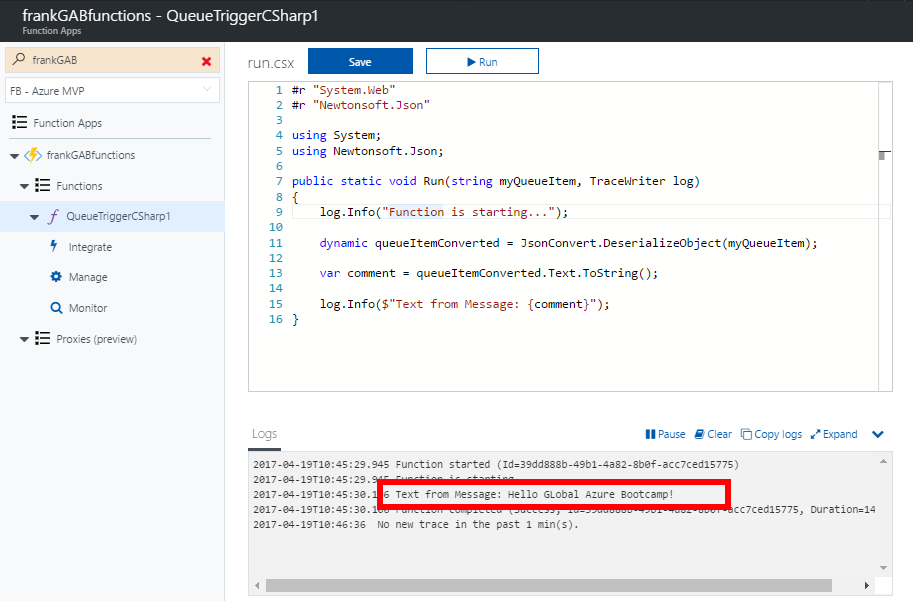 frankGABfunctions - QueueTriggerCSharp1
Function Apps
frankGAB
FB - Azure MVP
Function Apps
frankGABfunctions
Functions
QueueTriggerCSharp1
Integrate
Manage
Monitor
Proxies (preview)
run.csx Save Run
1 #r "System.Web"
2 #r "Newtonsoft.Json"
3
4 using System;
5 using Newtonsoft.Json;
6
7 public static void Run(string myQueueItem, TraceWriter log)
8 {
9 log.Info("Function is starting...");
10
11 dynamic queueItemConverted = JsonConvert.DeserializeObject(myQueueItem);
12
13 var comment = queueItemConverted.Text.ToString();
14
15 log.Info($"Text from Message: {comment}");
16 }
Logs Pause Clear Copy logs Expand
2017-04-19T10:45:29.945 Function started (Id=39dd888b-49b1-4a82-8b0f-acc7ced15775)
2017-04-19T10:45:29.945 Function is starting
2017-04-19T10:45:30. 6 Text from Message: Hello GLobal Azure Bootcamp!
2017-04-19T10:45:30.106 Function completed (Success, Id=39dd888b-49b1-4a82-8b0f-acc7ced15775, Duration=14
2017-04-19T10:46:36 No new trace in the past 1 min(s).